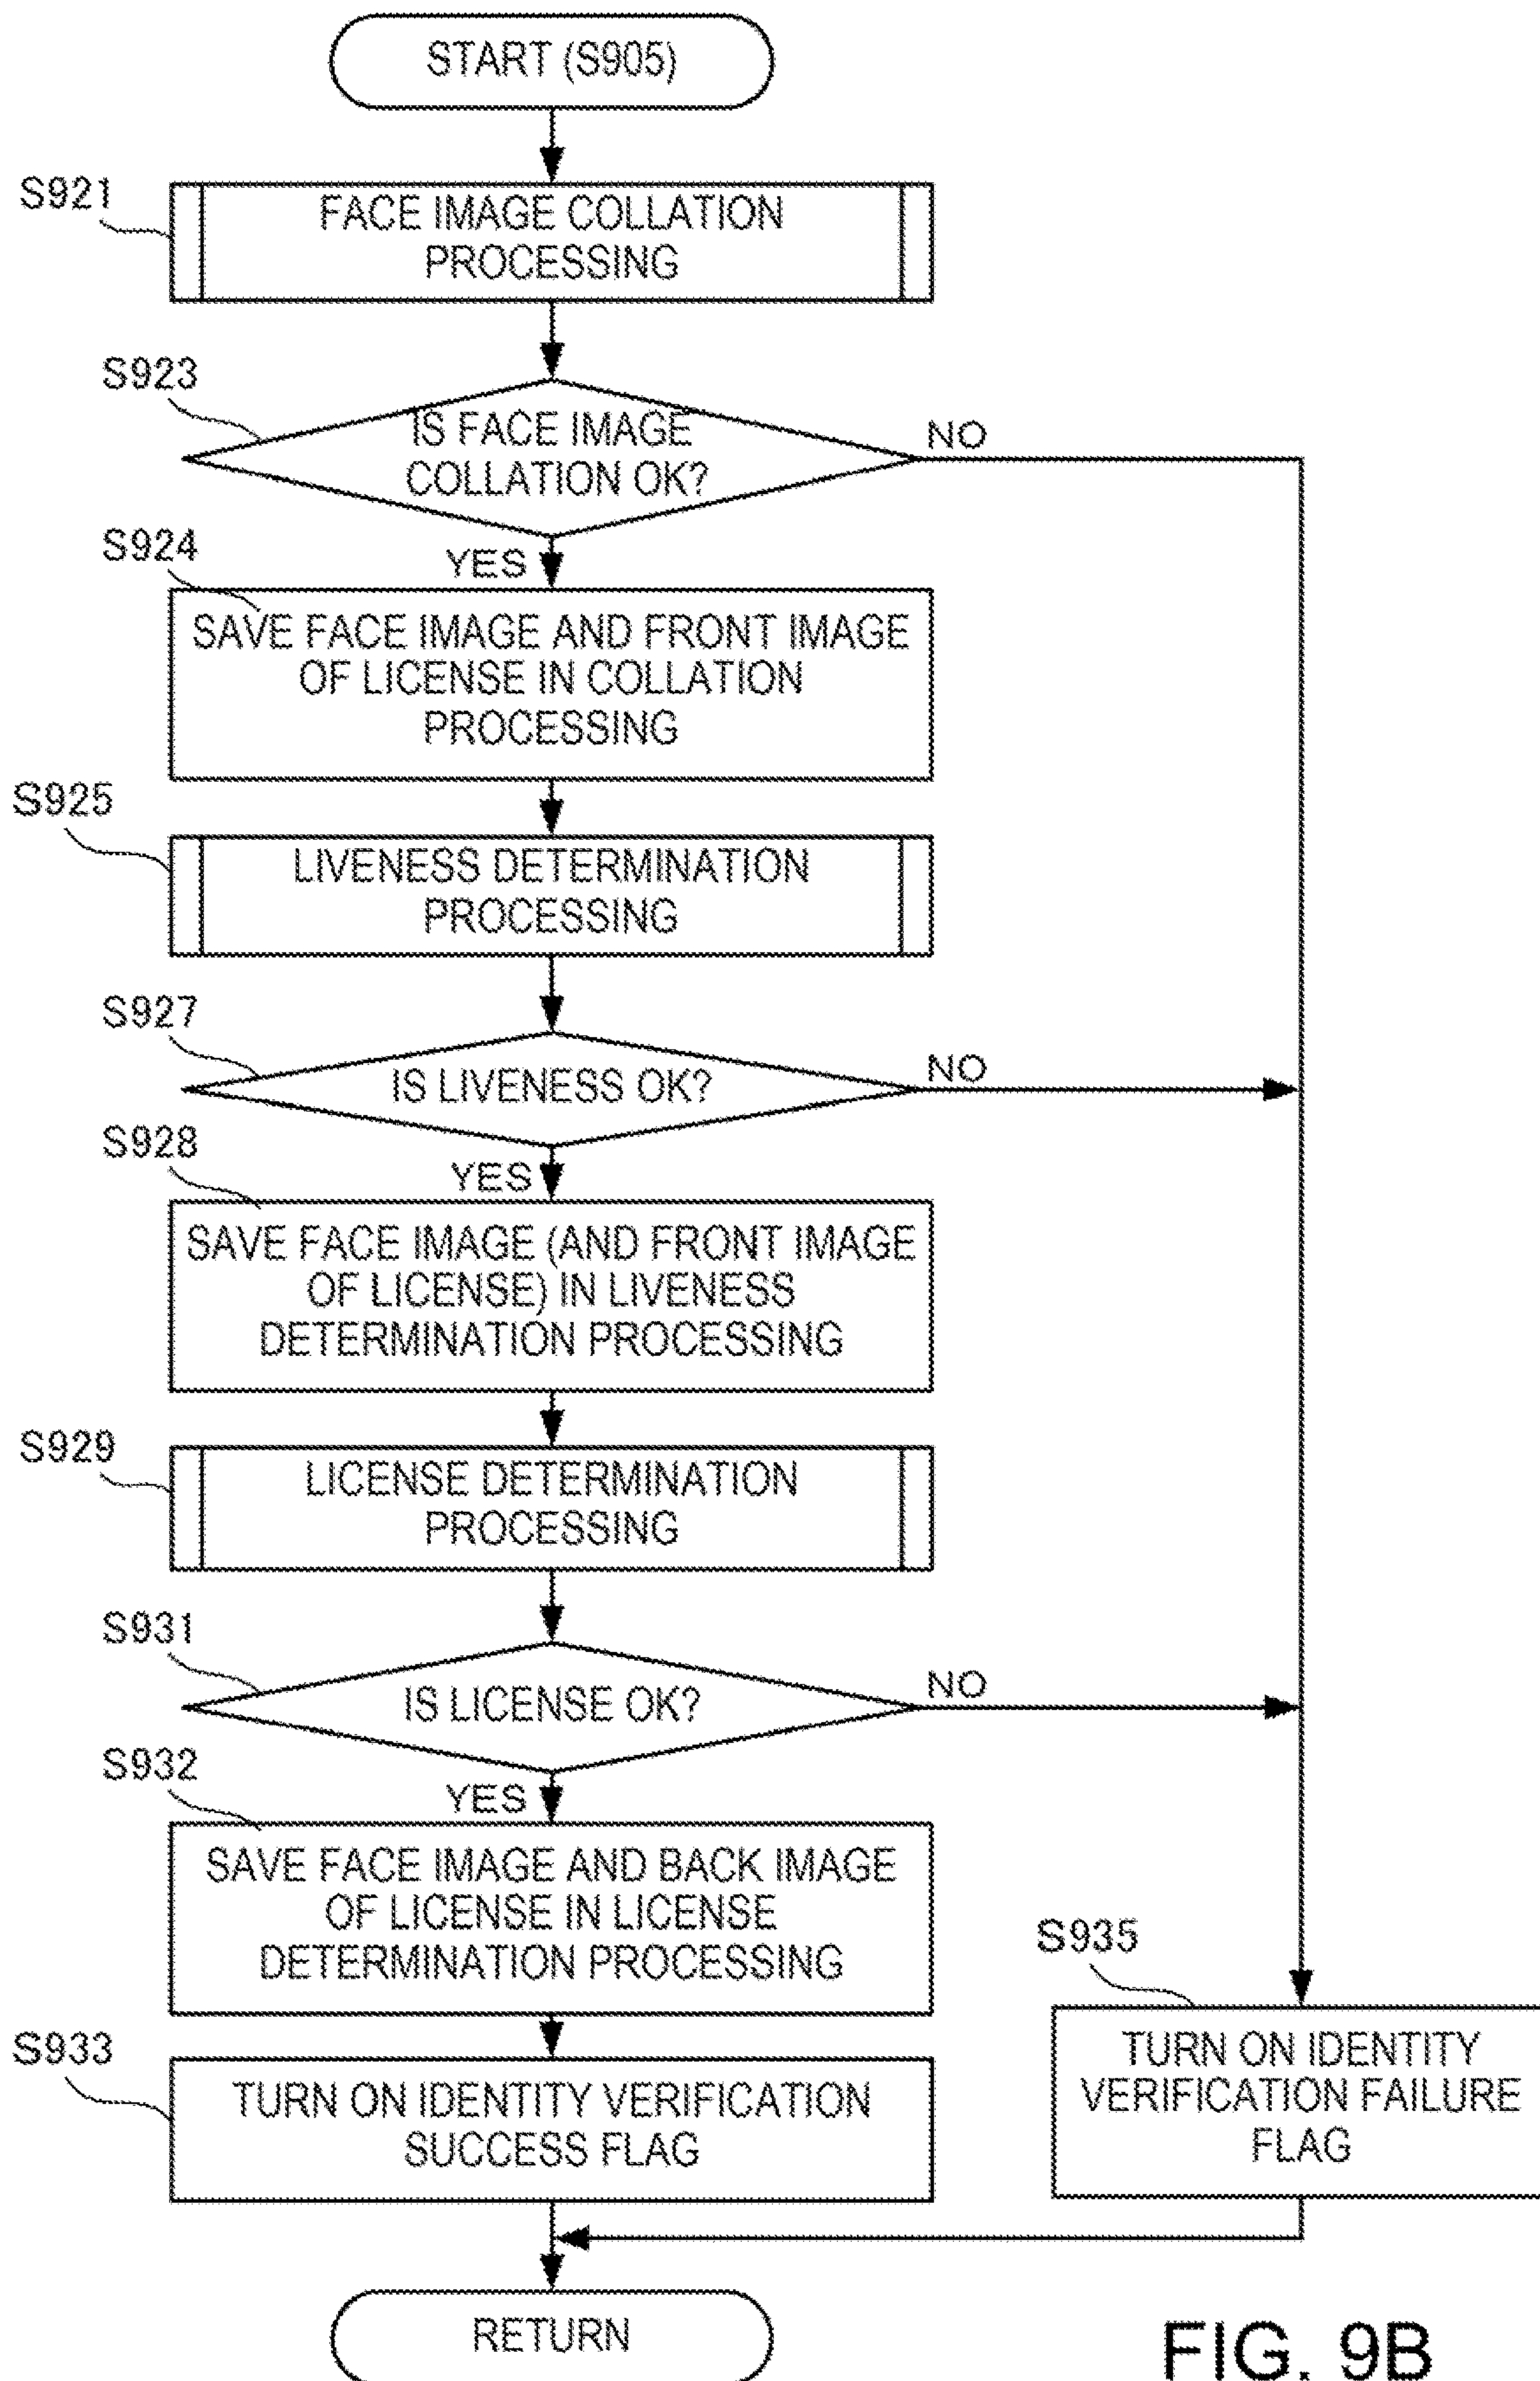 START (S905)
S921
FACE IMAGE COLLATION
PROCESSING
S923
IS FACE IMAGE
COLLATION OK?
NO
YES
S924
SAVE FACE IMAGE AND FRONT IMAGE
OF LICENSE IN COLLATION
PROCESSING
S925
LIVENESS DETERMINATION
PROCESSING
S927
IS LIVENESS OK?
NO
YES
S928
SAVE FACE IMAGE (AND FRONT IMAGE
OF LICENSE) IN LIVENESS
DETERMINATION PROCESSING
S929
LICENSE DETERMINATION
PROCESSING
S931
IS LICENSE OK?
NO
YES
S932
SAVE FACE IMAGE AND BACK IMAGE
OF LICENSE IN LICENSE
DETERMINATION PROCESSING
S933
TURN ON IDENTITY VERIFICATION
SUCCESS FLAG
S935
TURN ON IDENTITY
VERIFICATION FAILURE
FLAG
RETURN
FIG. 9B